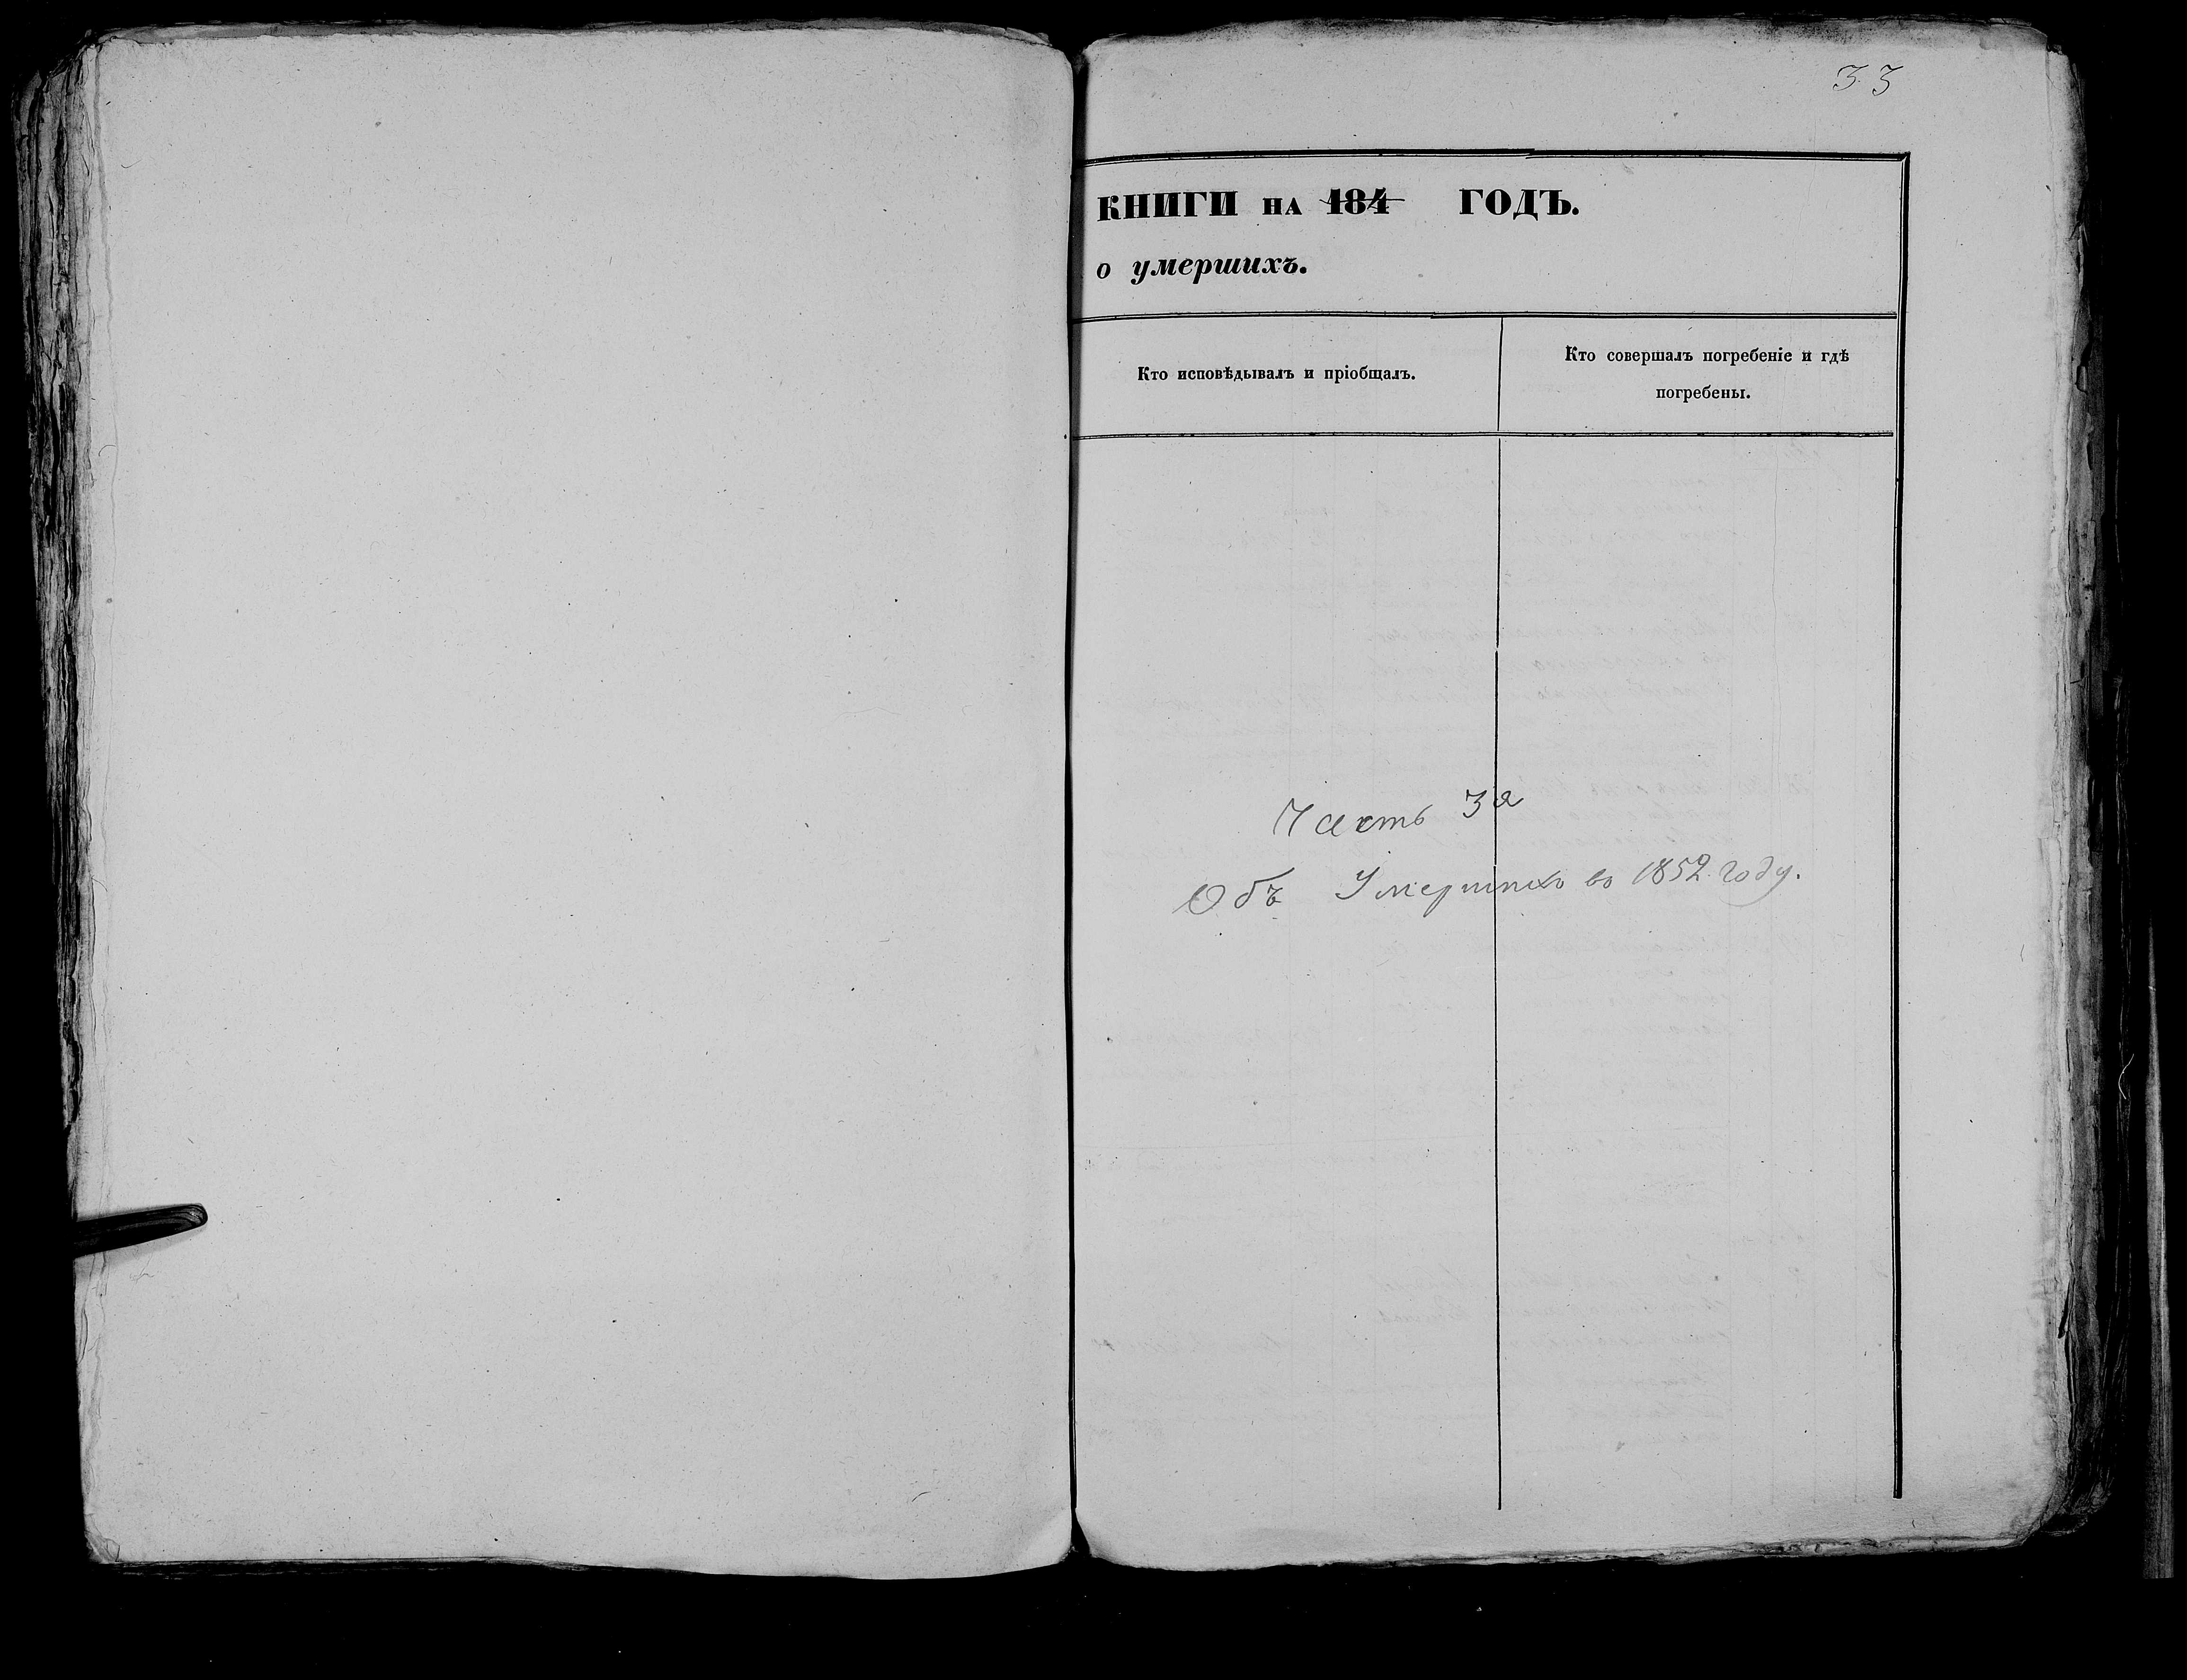 33
КНИГИ НА 184 ГОДЪ.
о умершихъ.
Кто исповѣдывалъ и пріобщалъ.
Кто совершалъ погребеніе и гдѣ
погребены.
Часть 3я
Объ Умершихъ во 1852 году.